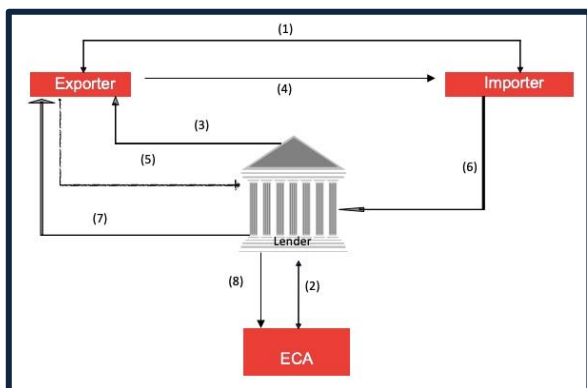 (1)
Exporter
Importer
(4)
(3)
(5)
(6)
(7)
Lender
(8)
(2)
ECA